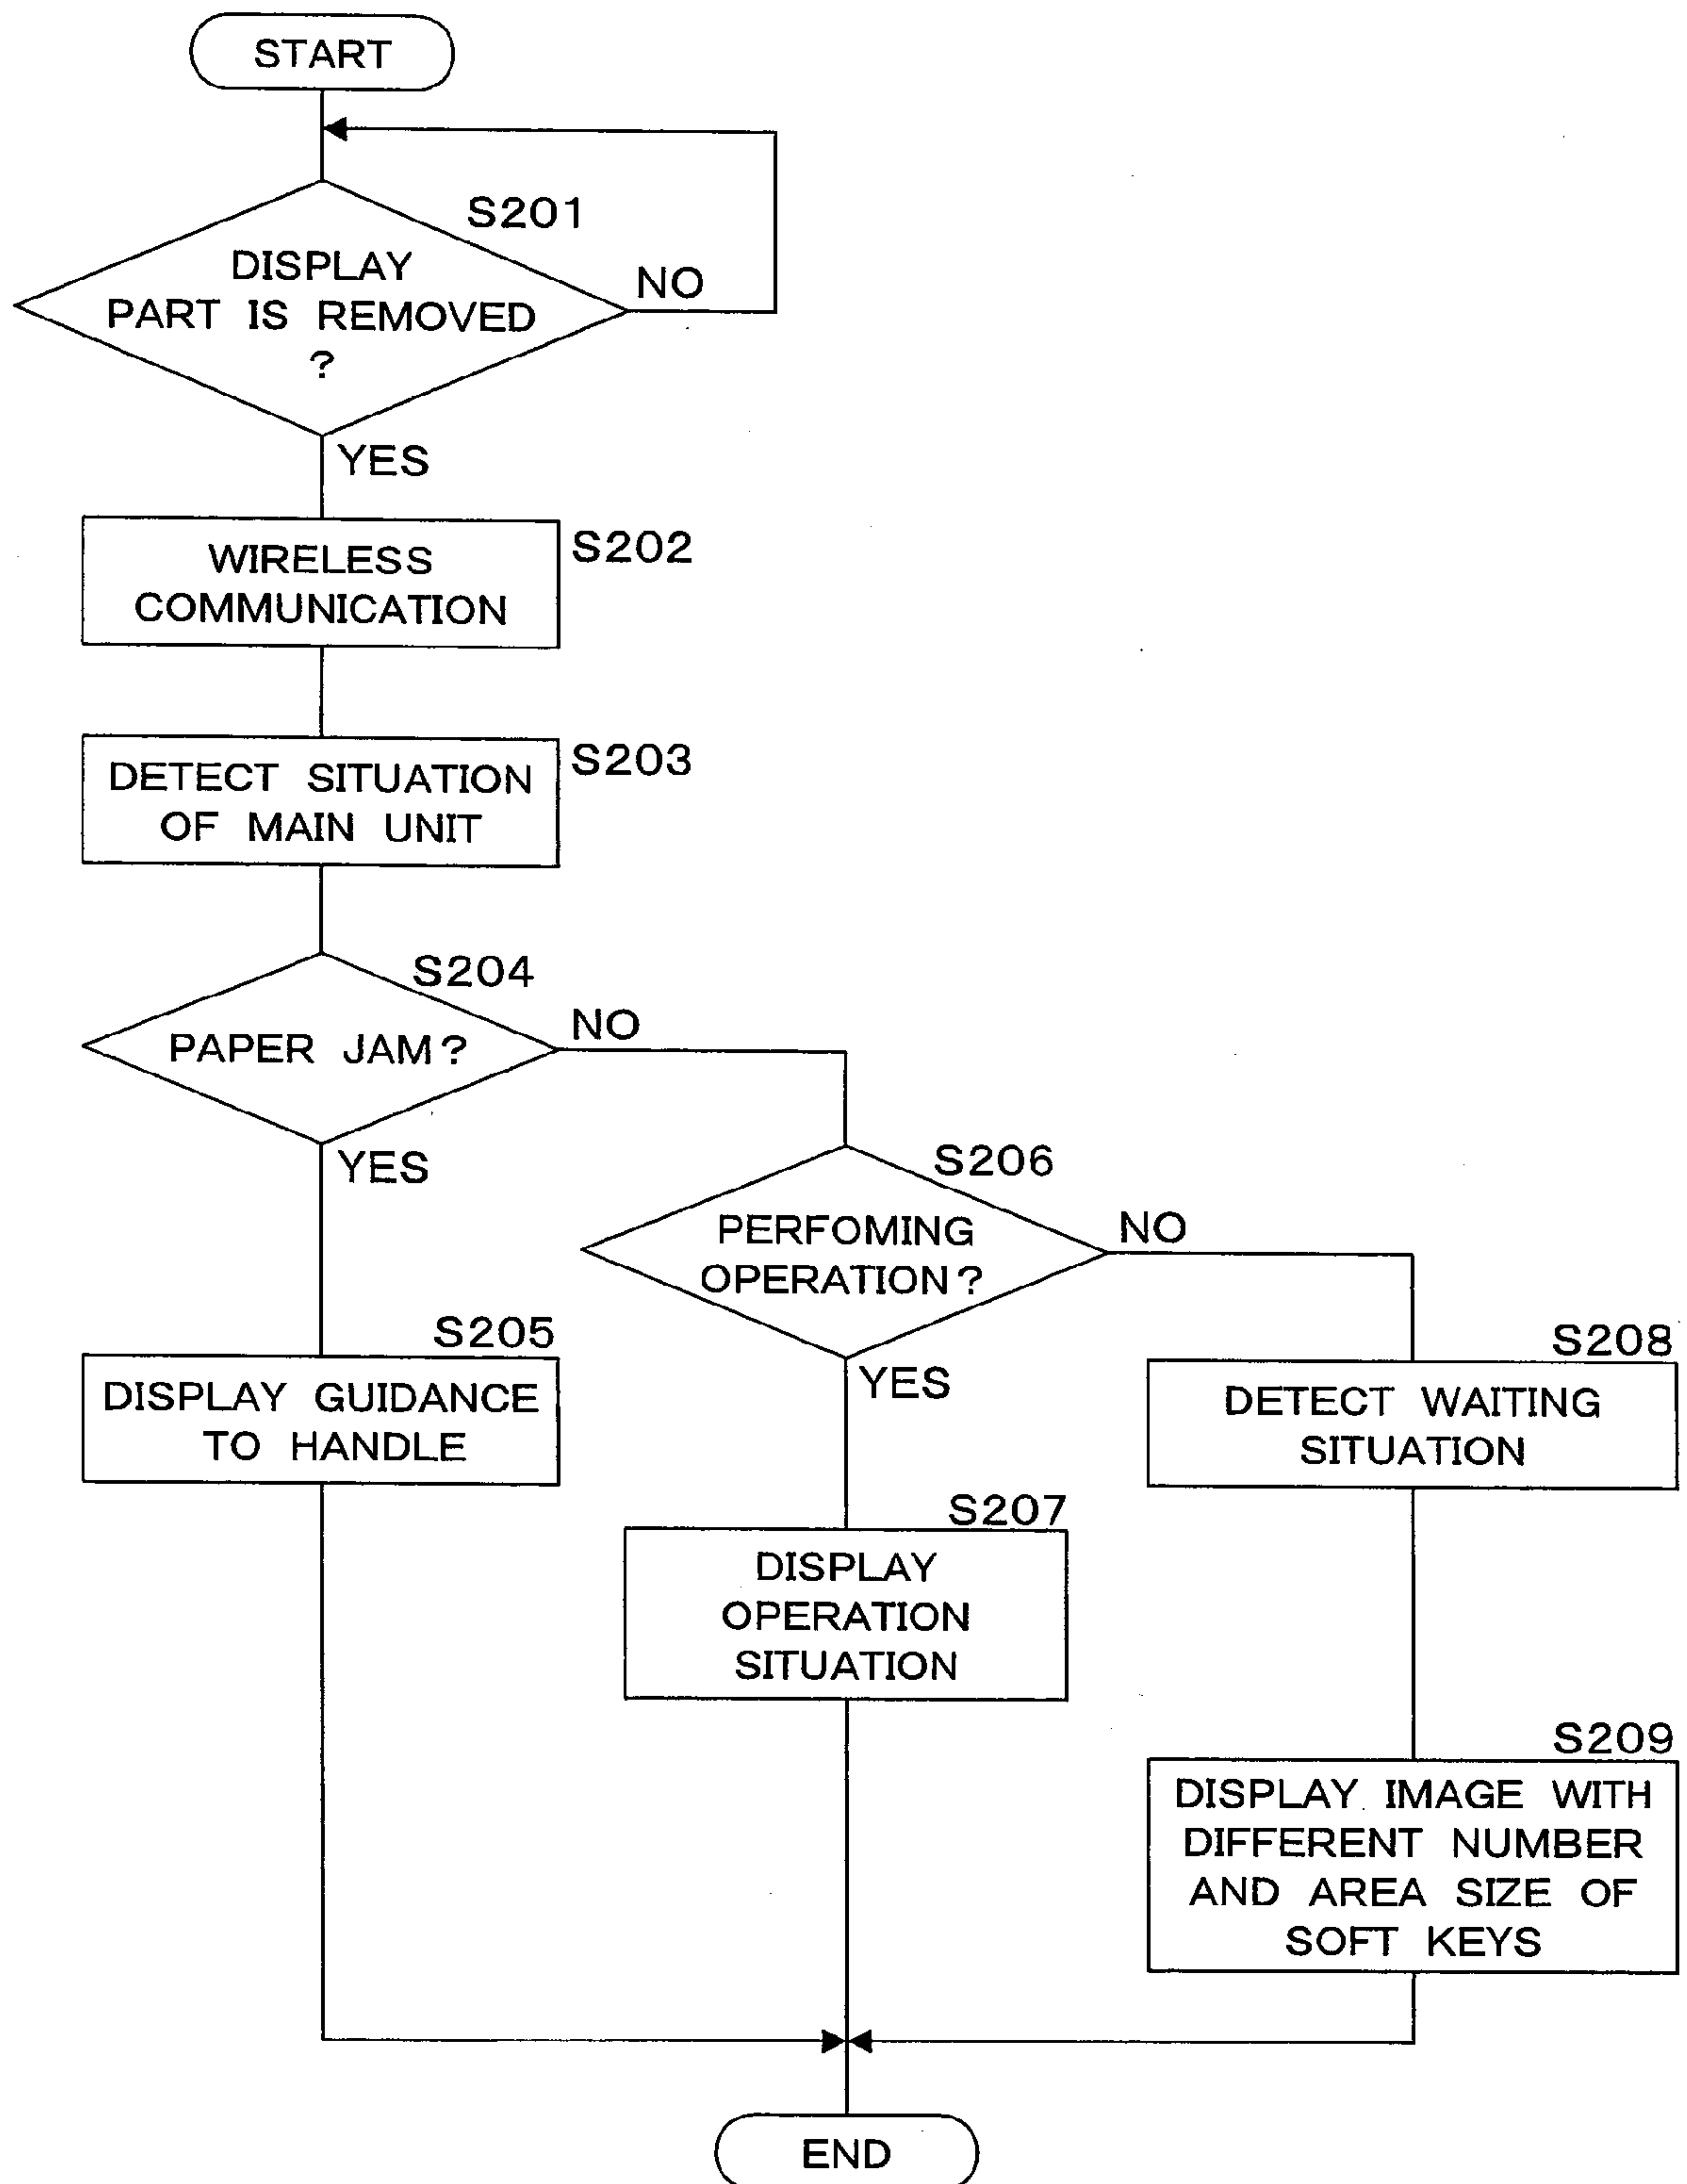 START
S201
DISPLAY
PART IS REMOVED
?
NO
YES
WIRELESS
COMMUNICATION
S202
DETECT SITUATION
OF MAIN UNIT
S203
S204
PAPER JAM?
NO
YES
S206
PERFOMING
OPERATION?
NO
YES
S205
DISPLAY GUIDANCE
TO HANDLE
S208
DETECT WAITING
SITUATION
S207
DISPLAY
OPERATION
SITUATION
S209
DISPLAY IMAGE WITH
DIFFERENT NUMBER
AND AREA SIZE OF
SOFT KEYS
END